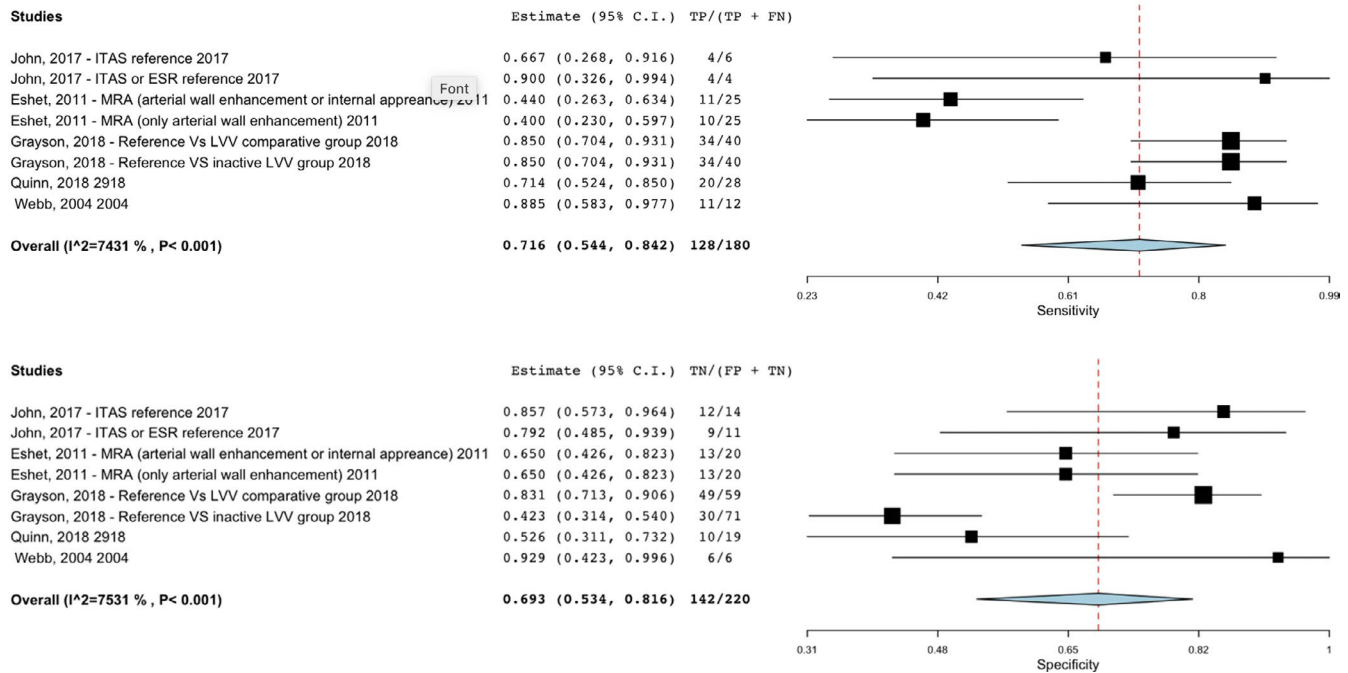 Studies Estimate (95% C.I.) TP/(TP + FN)
John, 2017 - ITAS reference 2017 0.667 (0.268, 0.916) 4/6
John, 2017 - ITAS or ESR reference 2017 0.900 (0.326, 0.994) 4/4
Font
Eshet, 2011 - MRA (arterial wall enhancement or internal appreance) 2011 0.440 (0.263, 0.634) 11/25
Eshet, 2011 - MRA (only arterial wall enhancement) 2011 0.400 (0.230, 0.597) 10/25
Grayson, 2018 - Reference Vs LVV comparative group 2018 0.850 (0.704, 0.931) 34/40
Grayson, 2018 - Reference VS inactive LVV group 2018 0.850 (0.704, 0.931) 34/40
Quinn, 2018 2918 0.714 (0.524, 0.850) 20/28
Webb, 2004 2004 0.885 (0.583, 0.977) 11/12
Overall (I^2=7431 % , P< 0.001) 0.716 (0.544, 0.842) 128/180
0.23 0.42 0.61 0.8 0.99
Sensitivity
Studies Estimate (95% C.I.) TN/(FP + TN)
John, 2017 - ITAS reference 2017 0.857 (0.573, 0.964) 12/14
John, 2017 - ITAS or ESR reference 2017 0.792 (0.485, 0.939) 9/11
Eshet, 2011 - MRA (arterial wall enhancement or internal appreance) 2011 0.650 (0.426, 0.823) 13/20
Eshet, 2011 - MRA (only arterial wall enhancement) 2011 0.650 (0.426, 0.823) 13/20
Grayson, 2018 - Reference Vs LVV comparative group 2018 0.831 (0.713, 0.906) 49/59
Grayson, 2018 - Reference VS inactive LVV group 2018 0.423 (0.314, 0.540) 30/71
Quinn, 2018 2918 0.526 (0.311, 0.732) 10/19
Webb, 2004 2004 0.929 (0.423, 0.996) 6/6
Overall (I^2=7531 % , P< 0.001) 0.693 (0.534, 0.816) 142/220
0.31 0.48 0.65 0.82 1
Specificity